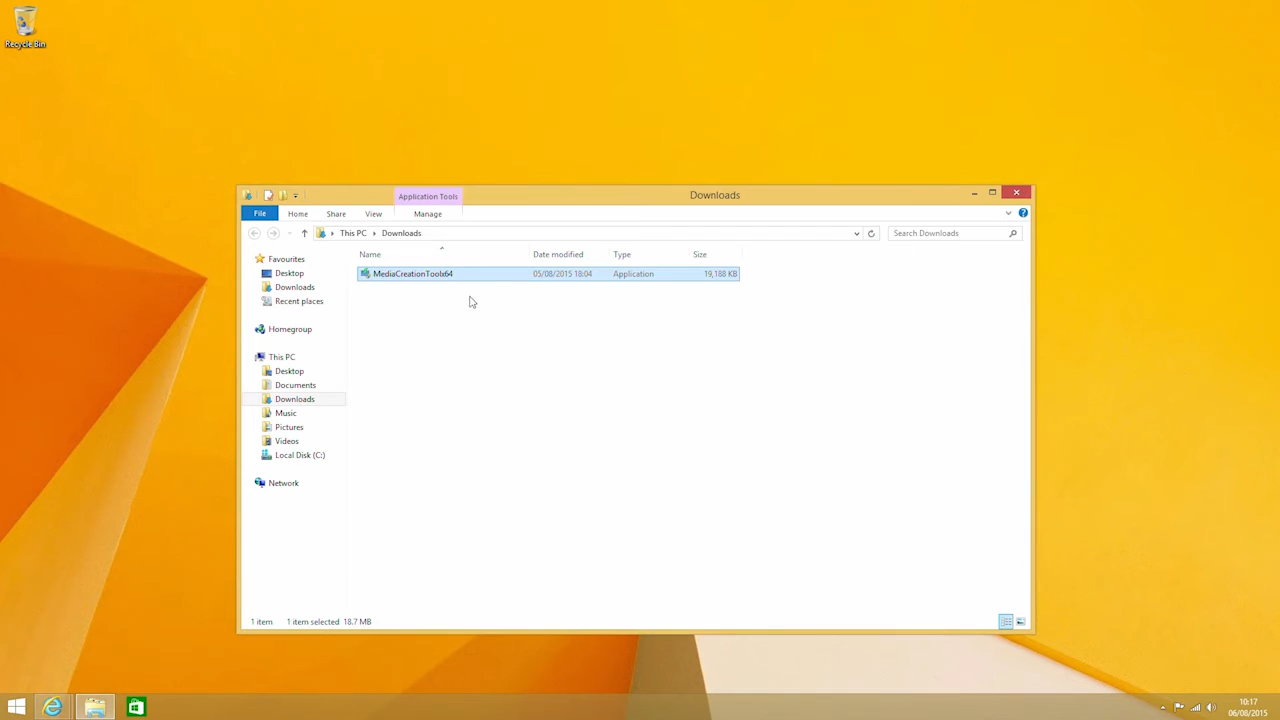 Recycle Bin
Application Tools
Downloads
File Home Share View Manage
This PC Downloads
Search Downloads
Name Date modified Type Size
MediaCreationToolx64 05/08/2015 18:04 Application 19,188 KB
Favourites
Desktop
Downloads
Recent places
Homegroup
This PC
Desktop
Documents
Downloads
Music
Pictures
Videos
Local Disk (C:)
Network
1 item 1 item selected 18.7 MB
10:17
06/08/2015